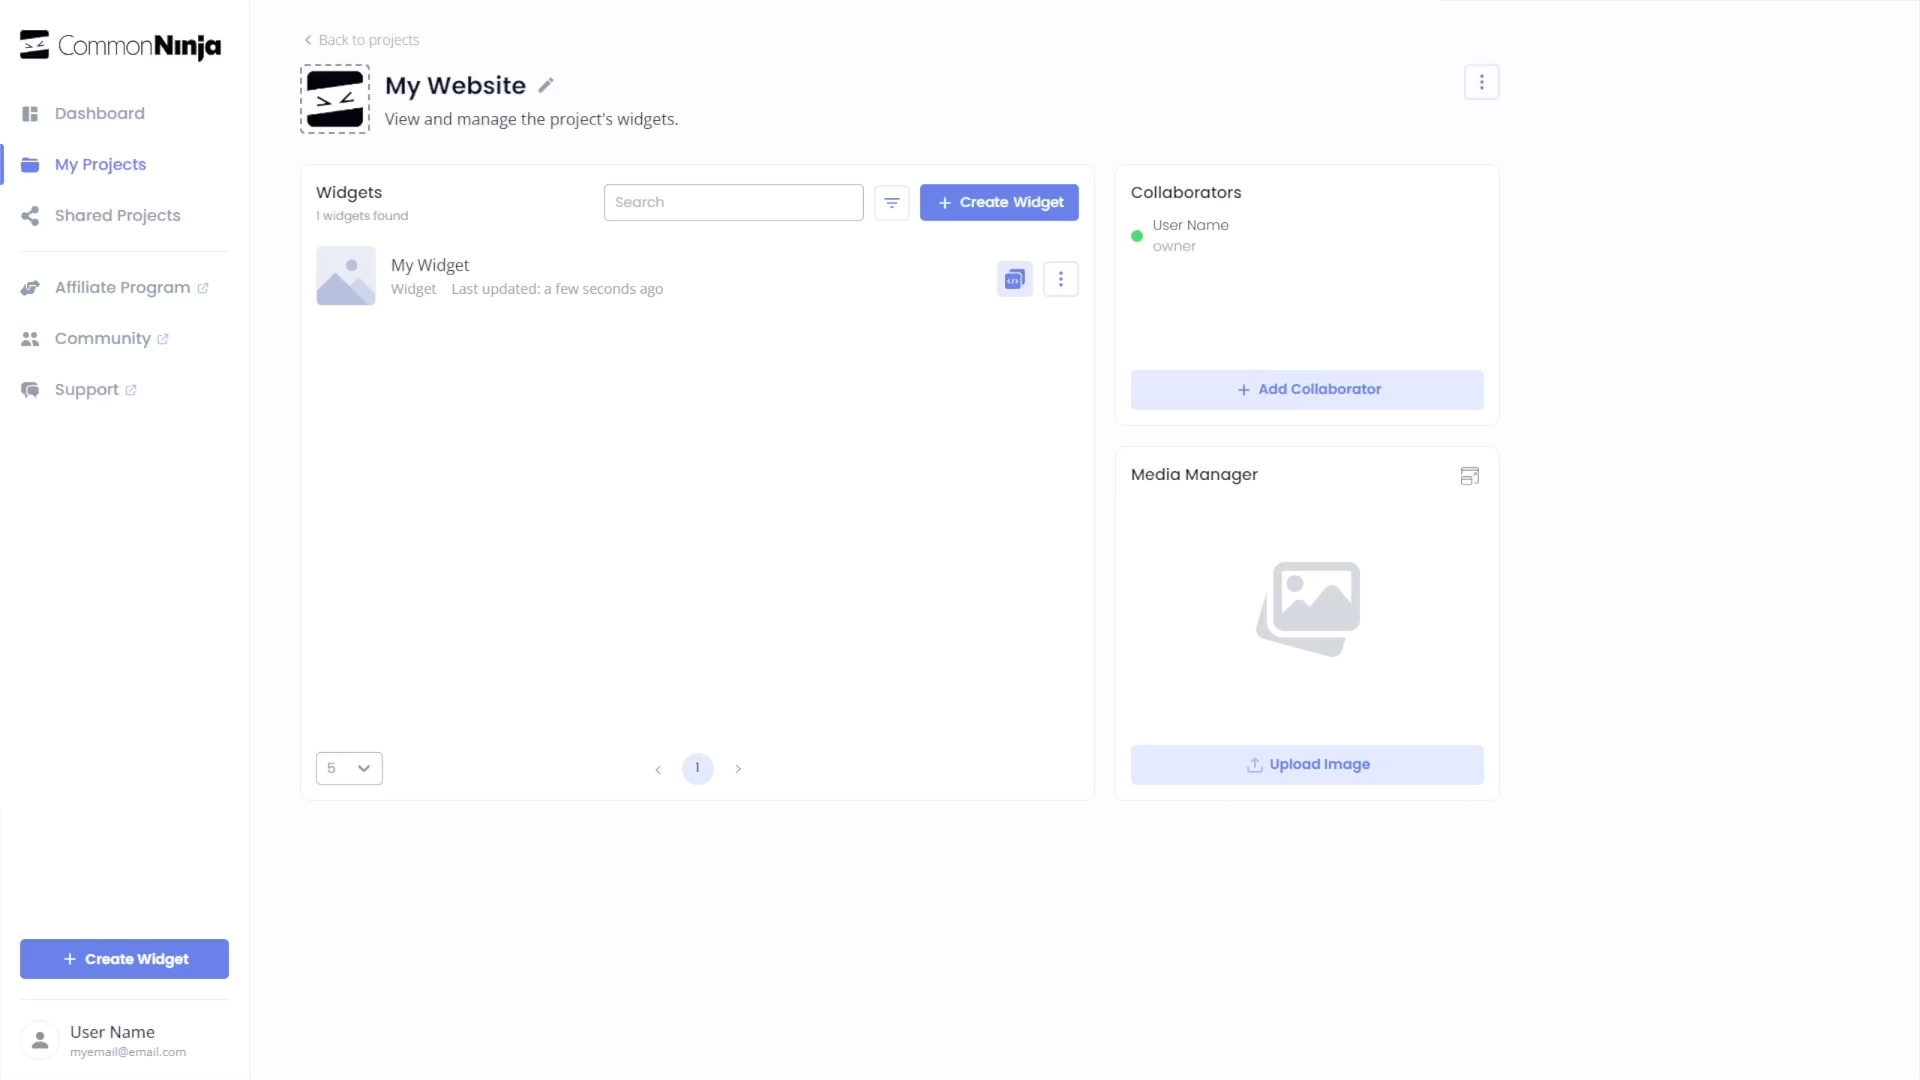 CommonNinja
Dashboard
My Projects
Shared Projects
Affiliate Program
Community
Support
Create Widget
User Name
myemail@email.com
Back to projects
My Website
View and manage the project's widgets.
Widgets
1 widgets found
Search
Create Widget
My Widget
Widget Last updated: a few seconds ago
5
1
Collaborators
User Name
owner
Add Collaborator
Media Manager
Upload Image